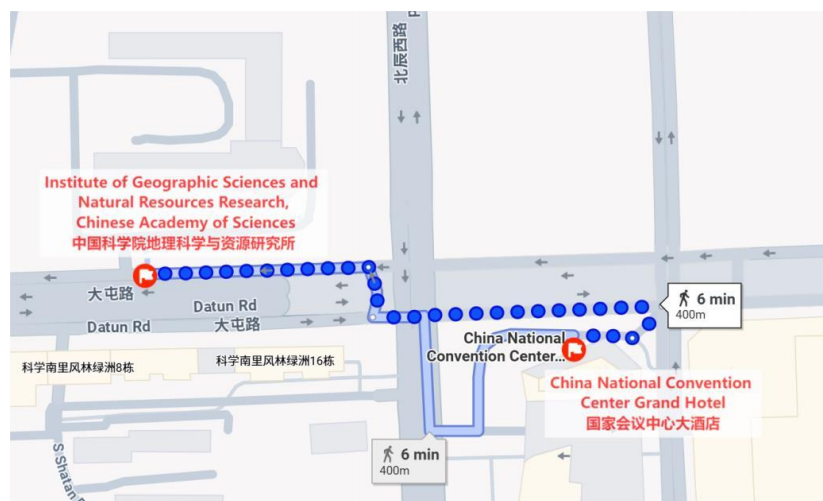 北辰西路
Institute of Geographic Sciences and
Natural Resources Research,
Chinese Academy of Sciences
中国科学院地理科学与资源研究所
大屯路
Datun Rd
Datun Rd
大屯路
6 min
400m
China National
Convention Center...
科学南里风林绿洲8栋
科学南里风林绿洲16栋
China National Convention
Center Grand Hotel
国家会议中心大酒店
6 min
400m
S Shatan